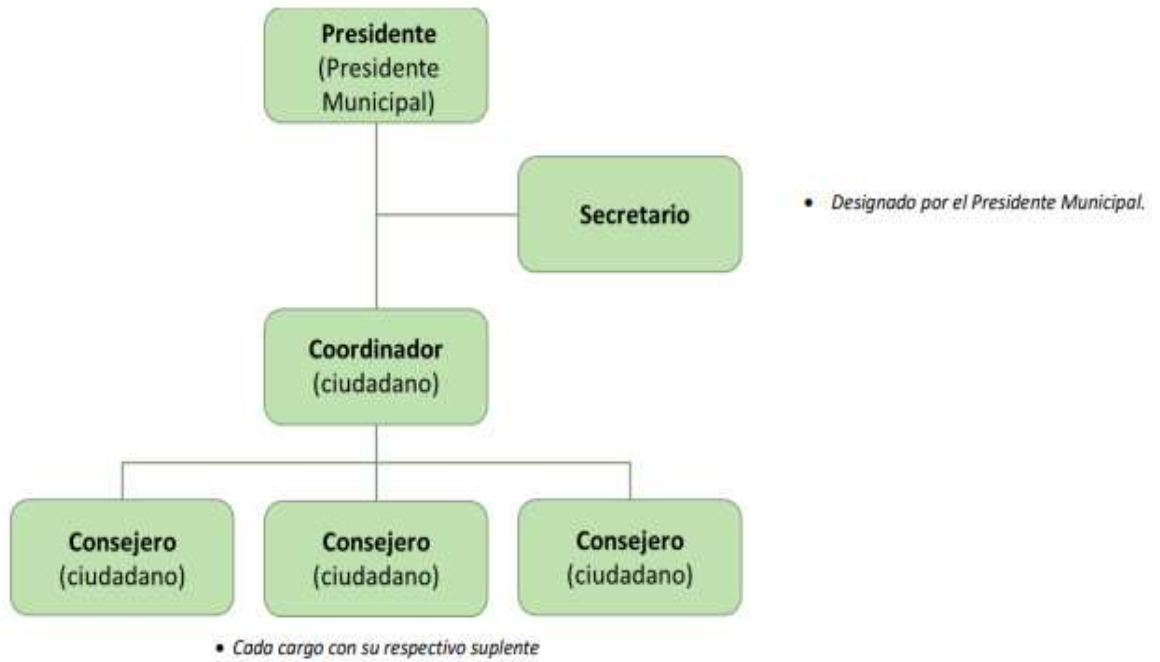 Presidente
(Presidente
Municipal)
Secretario
• Designado por el Presidente Municipal.
Coordinador
(ciudadano)
Consejero
(ciudadano)
Consejero
(ciudadano)
Consejero
(ciudadano)
• Cada cargo con su respectivo suplente